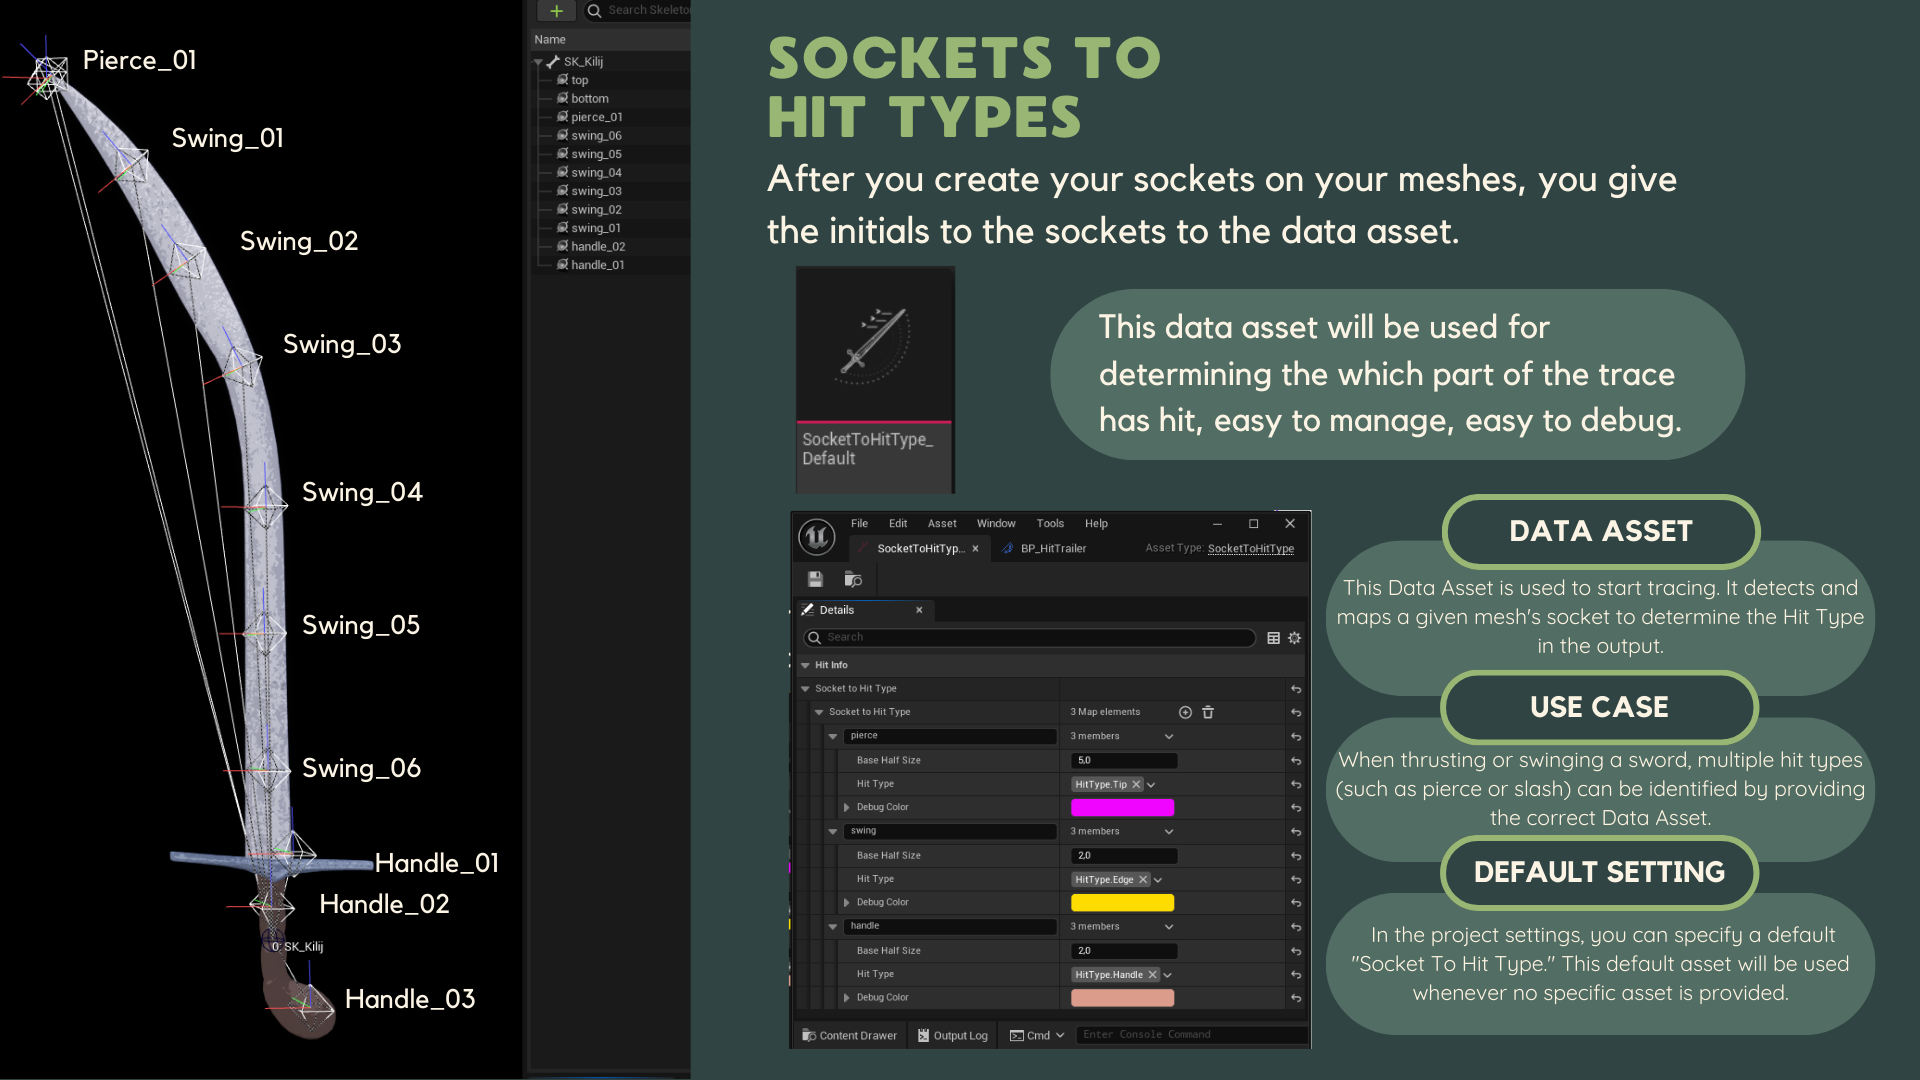 Pierce_01
Swing_01
Swing_02
Swing_03
Swing_04
Swing_05
Swing_06
Handle_01
Handle_02
0: SK_Kilij
Handle_03
Name
SK_Kilij
top
bottom
pierce_01
swing_06
swing_05
swing_04
swing_03
swing_02
swing_01
handle_02
handle_01
SOCKETS TO
HIT TYPES
After you create your sockets on your meshes, you give
the initials to the sockets to the data asset.
SocketToHitType_
Default
This data asset will be used for
determining the which part of the trace
has hit, easy to manage, easy to debug.
File Edit Asset Window Tools Help
SocketToHitTyp... BP_HitTrailer Asset Type: SocketToHitType
Details
Search
Hit Info
Socket to Hit Type
Socket to Hit Type 3 Map elements
pierce 3 members
Base Half Size 5,0
Hit Type HitType.Tip
Debug Color
swing 3 members
Base Half Size 2,0
Hit Type HitType.Edge
Debug Color
handle 3 members
Base Half Size 2,0
Hit Type HitType.Handle
Debug Color
Content Drawer Output Log Cmd Enter Console Command
DATA ASSET
This Data Asset is used to start tracing. It detects and
maps a given mesh's socket to determine the Hit Type
in the output.
USE CASE
When thrusting or swinging a sword, multiple hit types
(such as pierce or slash) can be identified by providing
the correct Data Asset.
DEFAULT SETTING
In the project settings, you can specify a default
"Socket To Hit Type." This default asset will be used
whenever no specific asset is provided.